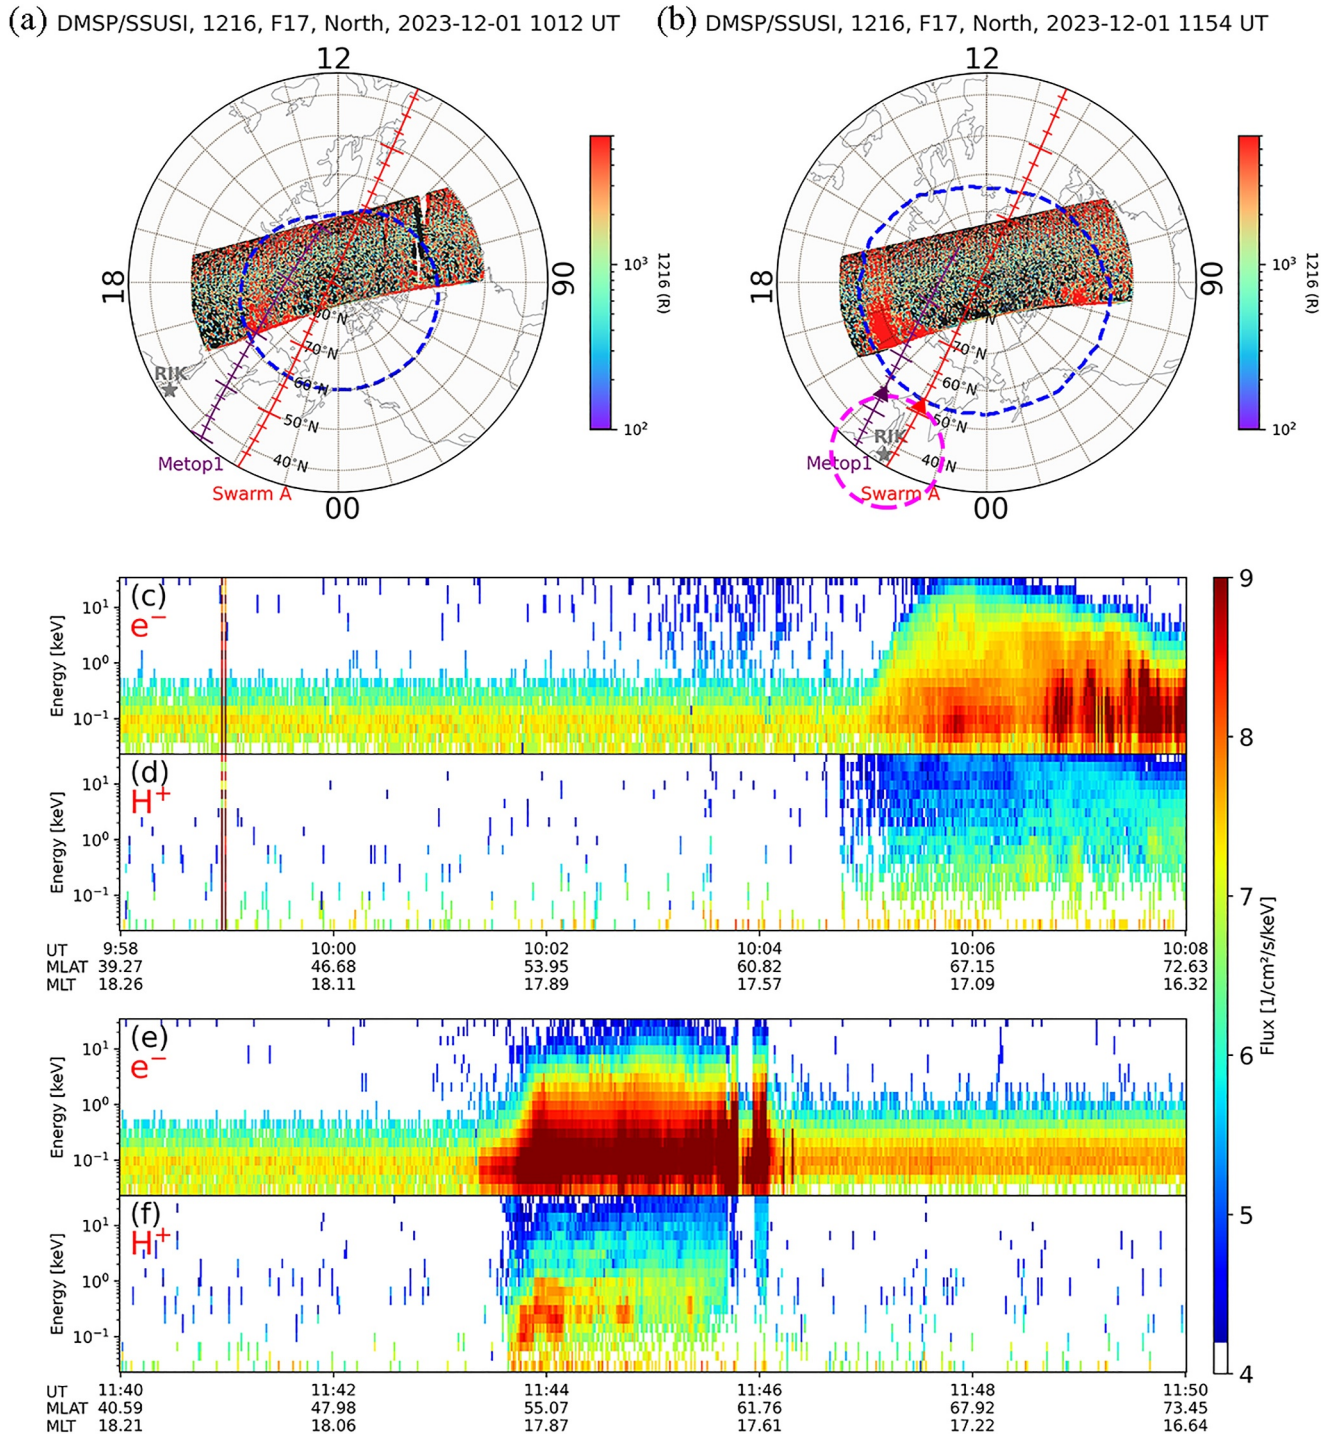 (a) DMSP/SSUSI, 1216, F17, North, 2023-12-01 1012 UT
12
18
06
00
80°N
70°N
60°N
50°N
40°N
RIK
Metop1
Swarm A
10³
10²
1216 (R)
(b) DMSP/SSUSI, 1216, F17, North, 2023-12-01 1154 UT
12
18
06
00
N
70°N
60°N
50°N
40°N
RIK
Metop1
Swarm A
10³
10²
1216 (R)
(c)
e⁻
Energy [keV]
10¹
10⁰
10⁻¹
(d)
H⁺
Energy [keV]
10¹
10⁰
10⁻¹
UT 9:58 10:00 10:02 10:04 10:06 10:08
MLAT 39.27 46.68 53.95 60.82 67.15 72.63
MLT 18.26 18.11 17.89 17.57 17.09 16.32
(e)
e⁻
Energy [keV]
10¹
10⁰
10⁻¹
(f)
H⁺
Energy [keV]
10¹
10⁰
10⁻¹
UT 11:40 11:42 11:44 11:46 11:48 11:50
MLAT 40.59 47.98 55.07 61.76 67.92 73.45
MLT 18.21 18.06 17.87 17.61 17.22 16.64
9
8
7
6
5
4
Flux [1/cm²/s/keV]